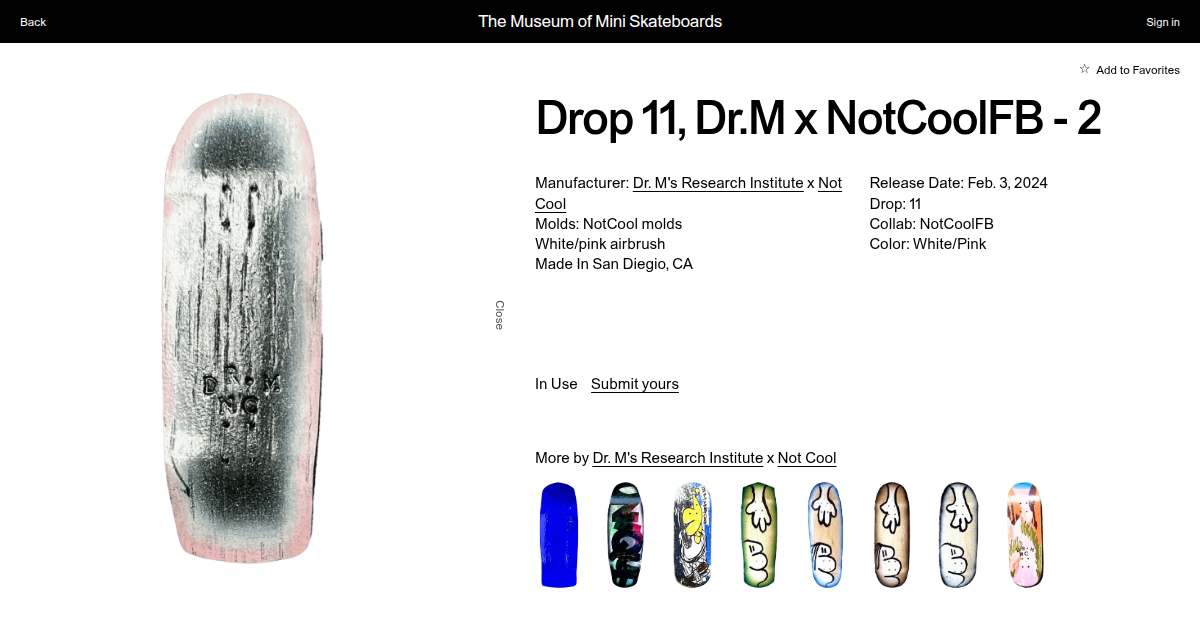 Back
The Museum of Mini Skateboards
Sign in
☆ Add to Favorites
Drop 11, Dr.M x NotCoolFB - 2
Manufacturer: Dr. M's Research Institute x Not
Cool
Molds: NotCool molds
White/pink airbrush
Made In San Diegio, CA
Release Date: Feb. 3, 2024
Drop: 11
Collab: NotCoolFB
Color: White/Pink
DR.M
NC
Close
In Use Submit yours
More by Dr. M's Research Institute x Not Cool